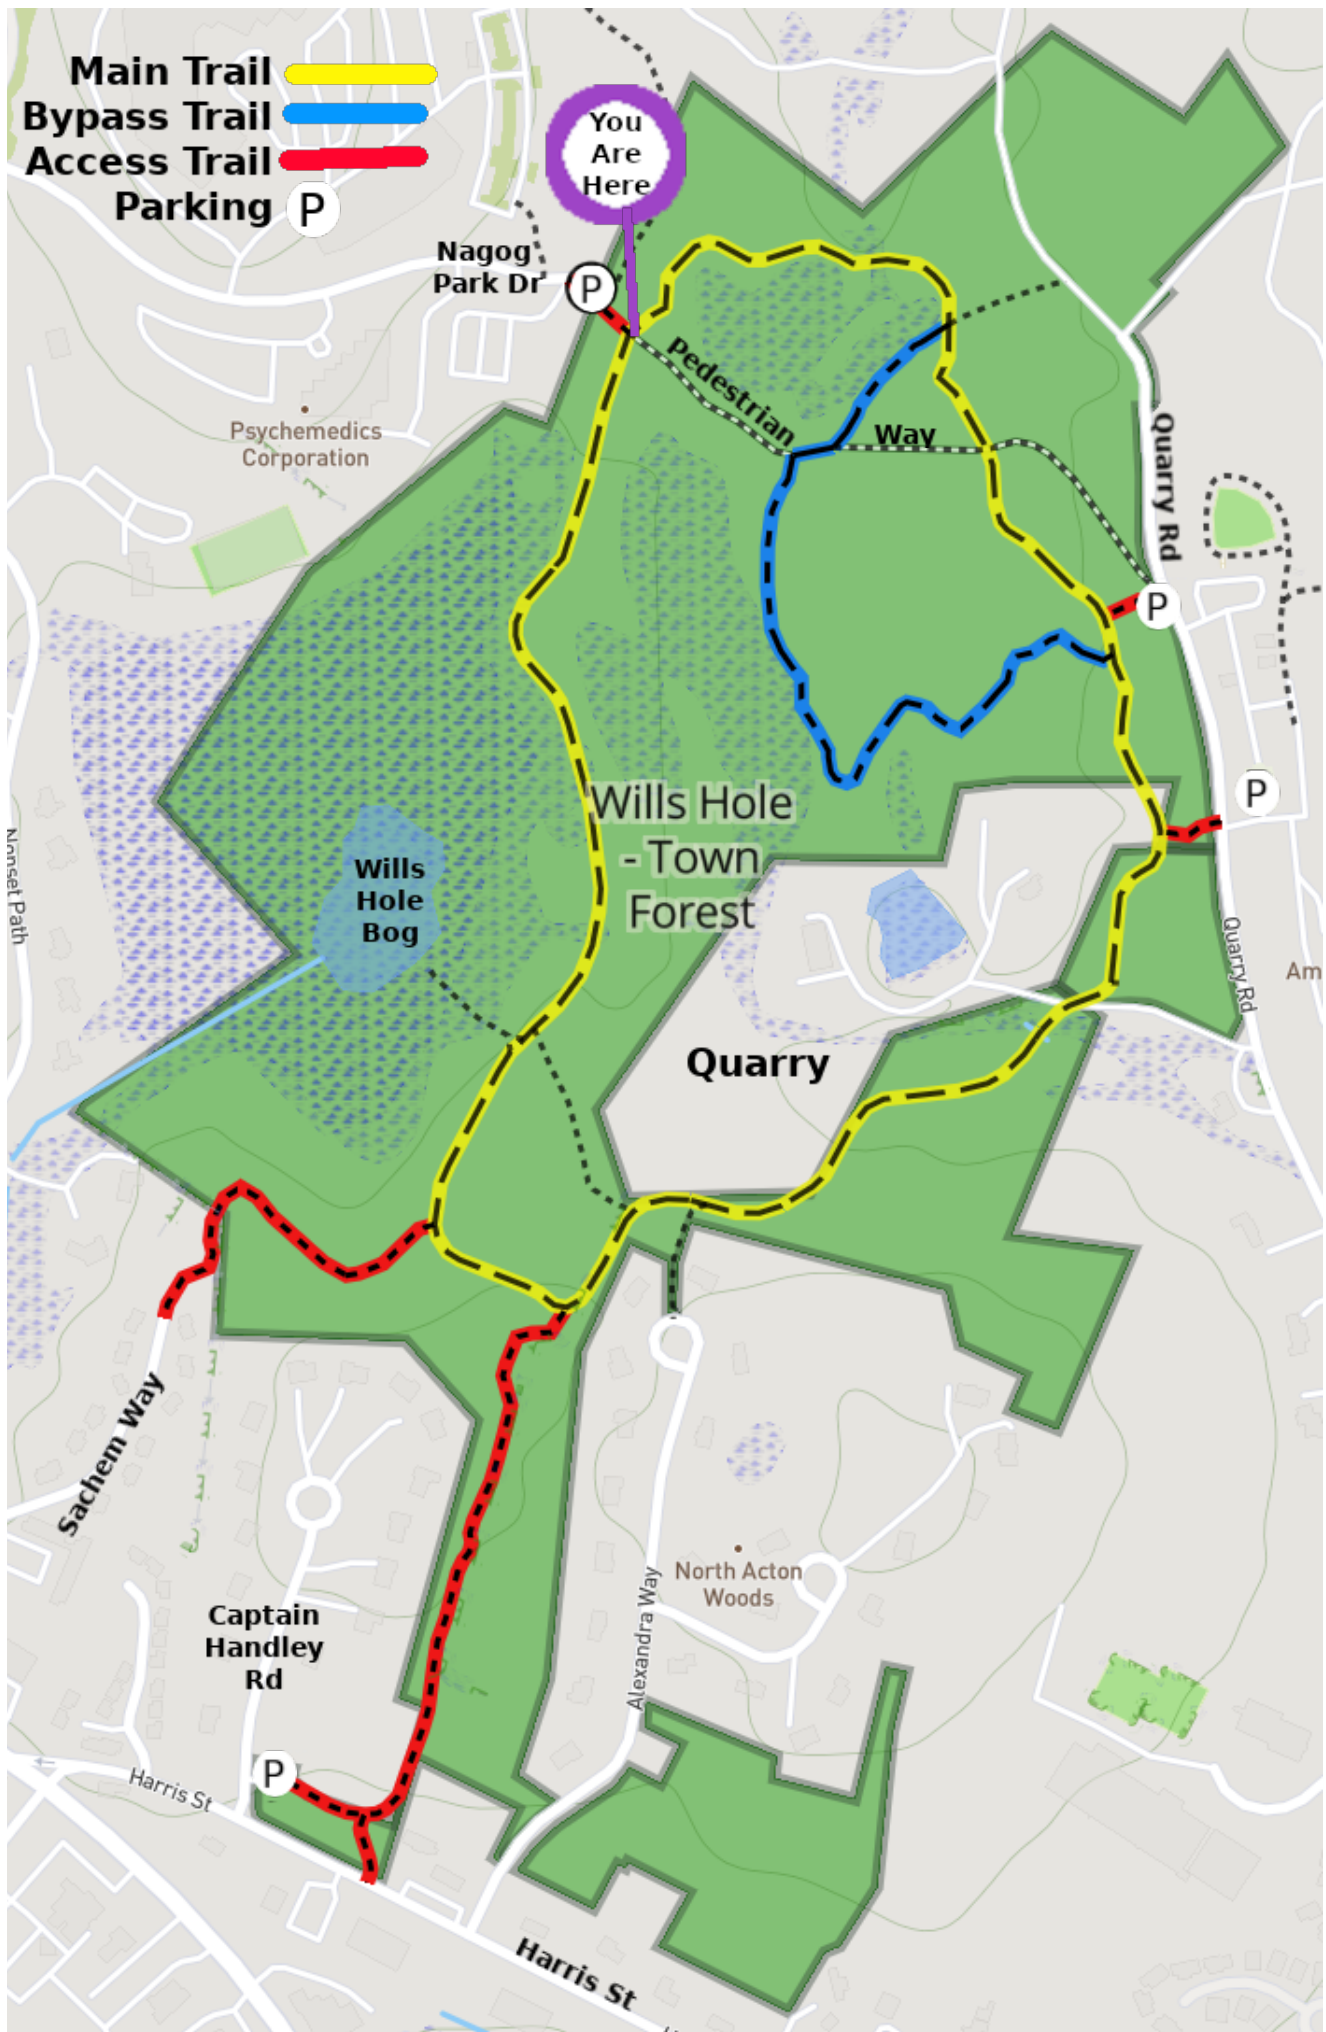 Main Trail
Bypass Trail
Access Trail
Parking P
You
Are
Here
Nagog
Park Dr
P
Pedestrian
Way
Psychemedics
Corporation
Quarry Rd
P
P
Wills Hole
- Town
Forest
Wills
Hole
Bog
Nonset Path
Quarry Rd
Am
Quarry
Sachem Way
North Acton
Woods
Alexandra Way
Captain
Handley
Rd
P
Harris St
Harris St